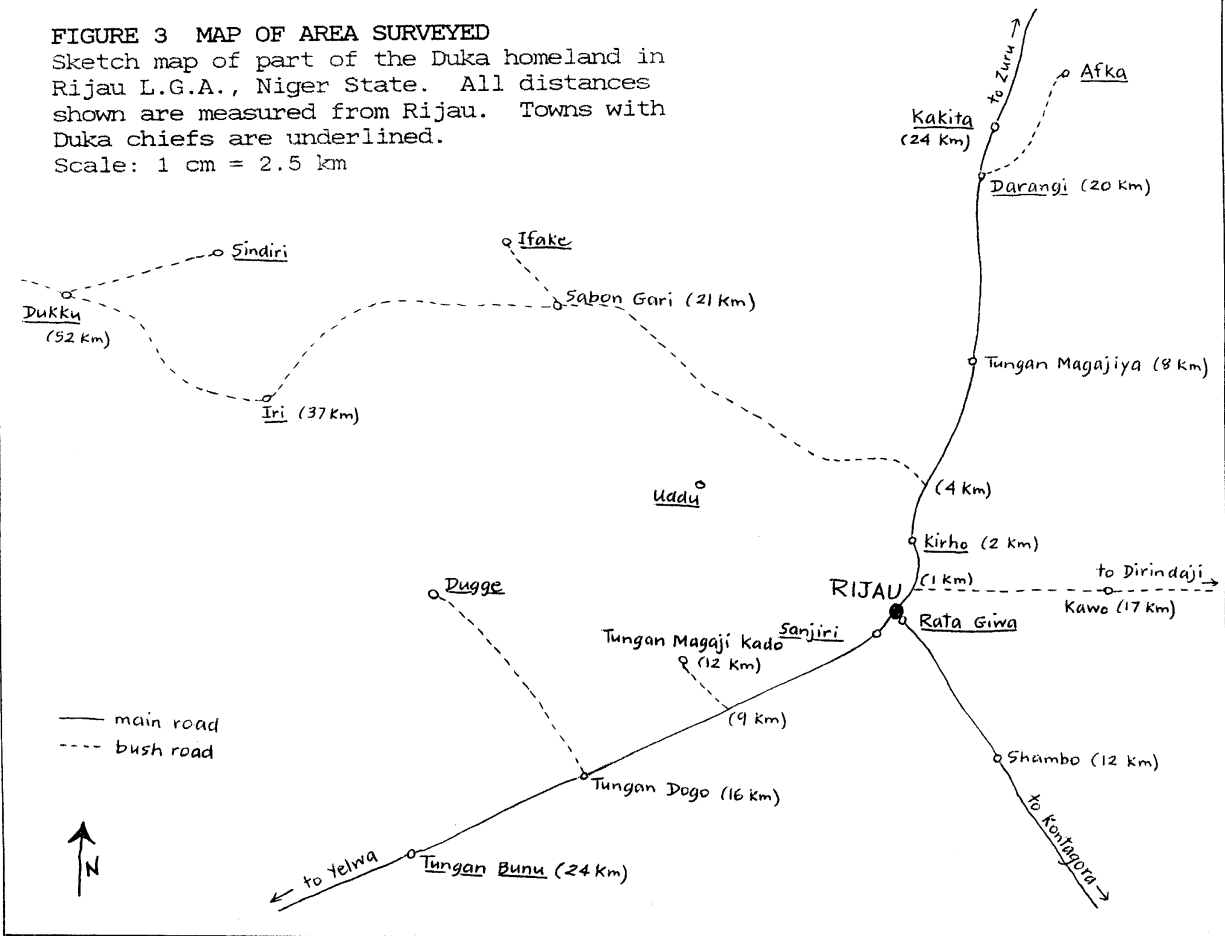 FIGURE 3 MAP OF AREA SURVEYED
Sketch map of part of the Duka homeland in
Rijau L.G.A., Niger State. All distances
shown are measured from Rijau. Towns with
Duka chiefs are underlined.
Scale: 1 cm = 2.5 km
to Zuru
Afka
Kakita
(24 Km)
Darangi (20 Km)
Sindiri
Ifake
Dukku
(52 Km)
Sabon Gari (21 Km)
Tungan Magajiya (8 Km)
Iri (37 Km)
Uddu
(4 Km)
Kirho (2 Km)
Dugge
(1 Km)
to Dirindaji
RIJAU
Kawo (17 Km)
Rata Giwa
Sanjiri
Tungan Magaji Kado
(12 Km)
(9 Km)
main road
bush road
Shambo (12 Km)
Tungan Dogo (16 Km)
to Kontagora
N
to Yelwa
Tungan Bunu (24 Km)